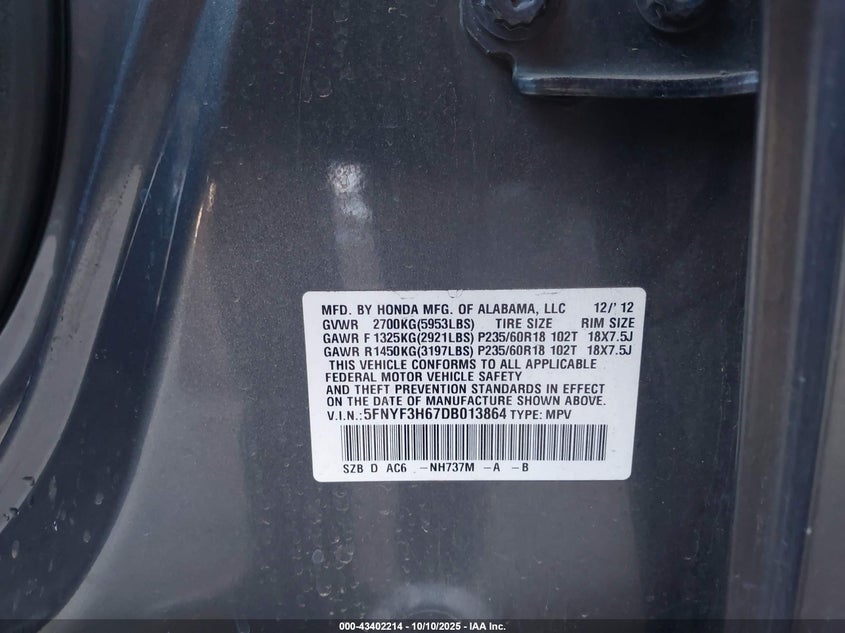 MFD. BY HONDA MFG. OF ALABAMA, LLC 12/' 12
GVWR 2700KG(5953LBS) TIRE SIZE RIM SIZE
GAWR F 1325KG(2921LBS) P235/60R18 102T 18X7.5J
GAWR R1450KG(3197LBS) P235/60R18 102T 18X7.5J
THIS VEHICLE CONFORMS TO ALL APPLICABLE
FEDERAL MOTOR VEHICLE SAFETY
AND THEFT PREVENTION STANDARDS IN EFFECT
ON THE DATE OF MANUFACTURE SHOWN ABOVE.
V.I.N.:5FNYF3H67DB013864 TYPE: MPV
SZB D AC6 -NH737M -A -B
000-43402214 - 10/10/2025 - IAA Inc.